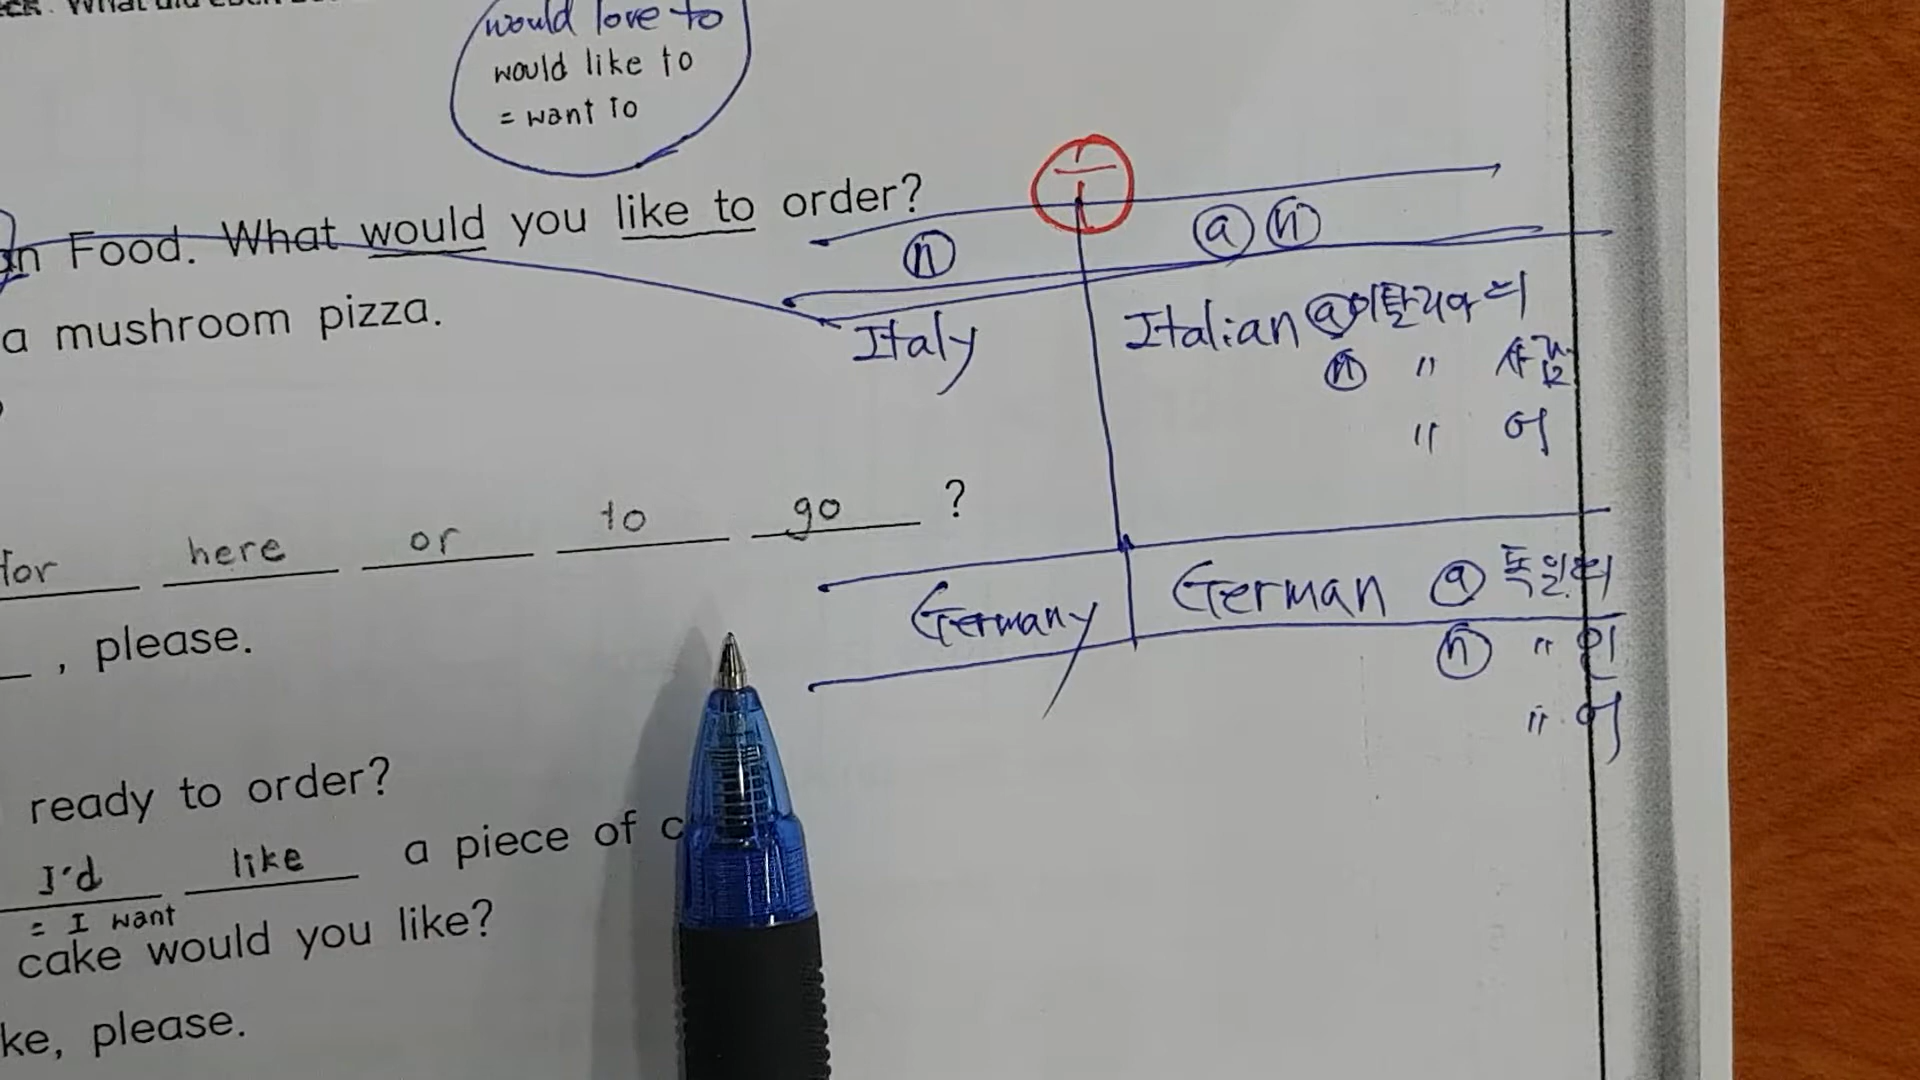 would love to
would like to
= want to
n Food. What would you like to order?
ⓝ
ⓐ ⓝ
a mushroom pizza.
Italy
Italian ⓐ 이탈리아의
ⓝ 〃 사람
〃 어
for here or to go ?
Germany
German ⓐ 독일의
ⓝ 〃 인
〃 어
, please.
ready to order?
I'd like a piece of c
= I want
cake would you like?
ke, please.